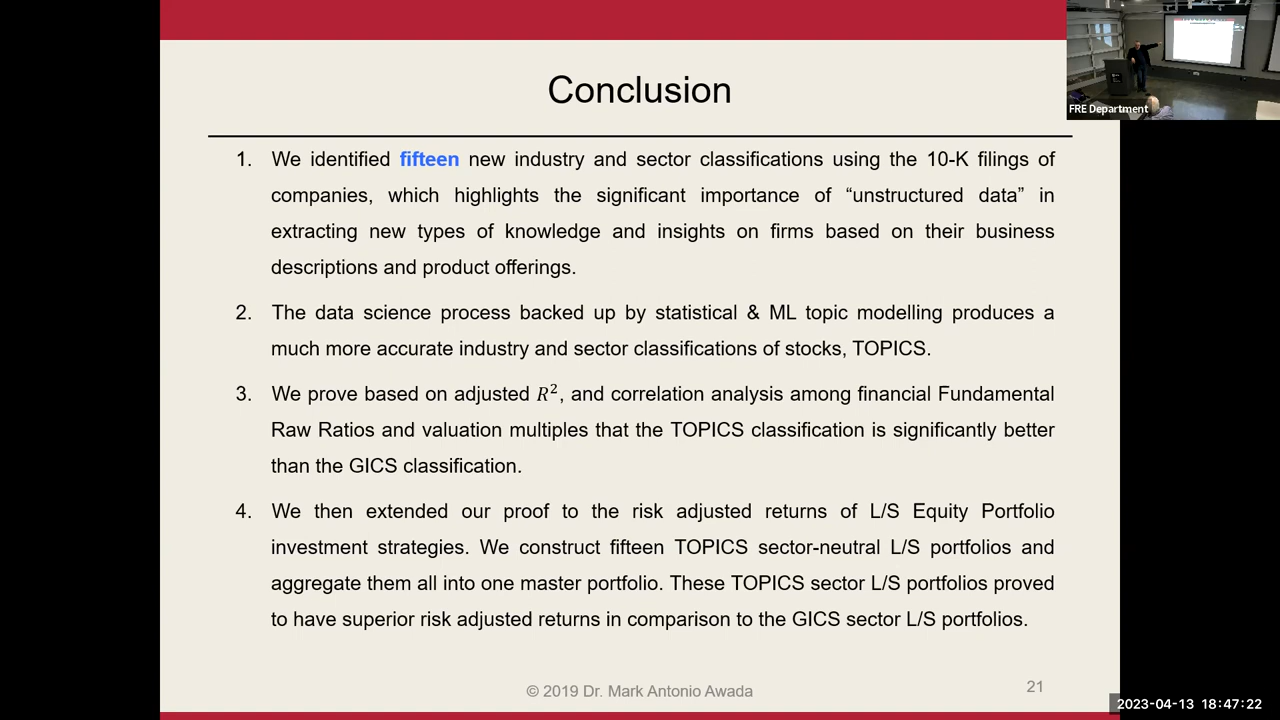 Conclusion
1. We identified fifteen new industry and sector classifications using the 10-K filings of
companies, which highlights the significant importance of “unstructured data” in
extracting new types of knowledge and insights on firms based on their business
descriptions and product offerings.
2. The data science process backed up by statistical & ML topic modelling produces a
much more accurate industry and sector classifications of stocks, TOPICS.
3. We prove based on adjusted R², and correlation analysis among financial Fundamental
Raw Ratios and valuation multiples that the TOPICS classification is significantly better
than the GICS classification.
4. We then extended our proof to the risk adjusted returns of L/S Equity Portfolio
investment strategies. We construct fifteen TOPICS sector-neutral L/S portfolios and
aggregate them all into one master portfolio. These TOPICS sector L/S portfolios proved
to have superior risk adjusted returns in comparison to the GICS sector L/S portfolios.
© 2019 Dr. Mark Antonio Awada
21
FRE Department
2023-04-13 18:47:22